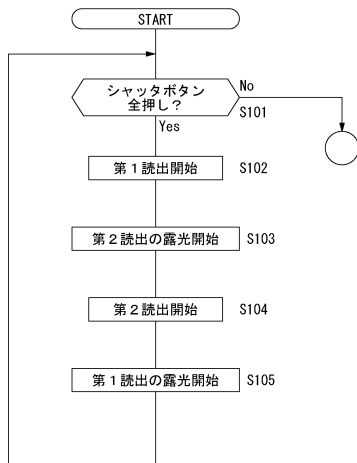 START
シャッタボタン
全押し？
No
S101
Yes
第１読出開始
S102
第２読出の露光開始
S103
第２読出開始
S104
第１読出の露光開始
S105